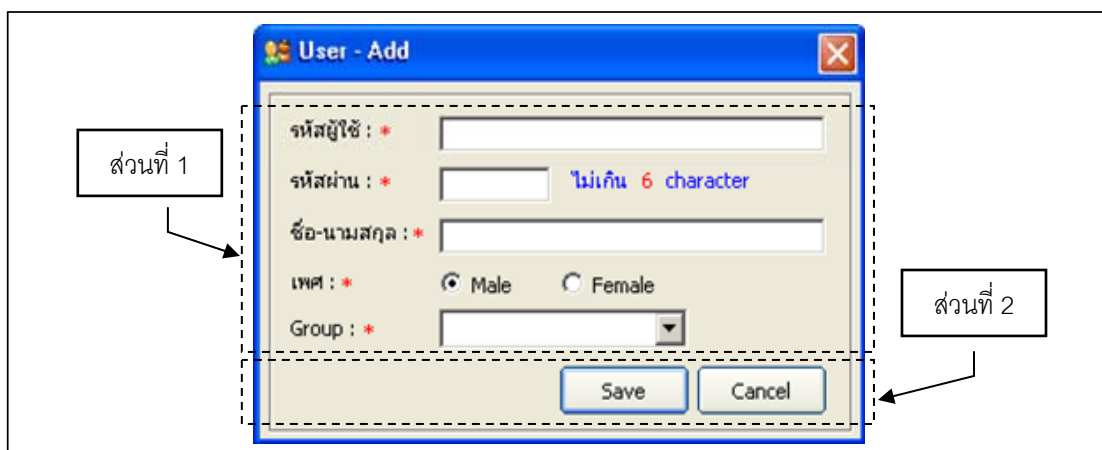 User - Add
รหัสผู้ใช้ : *
ส่วนที่ 1
รหัสผ่าน : * ไม่เกิน 6 character
ชื่อ-นามสกุล : *
เพศ : * Male Female
ส่วนที่ 2
Group : *
Save Cancel